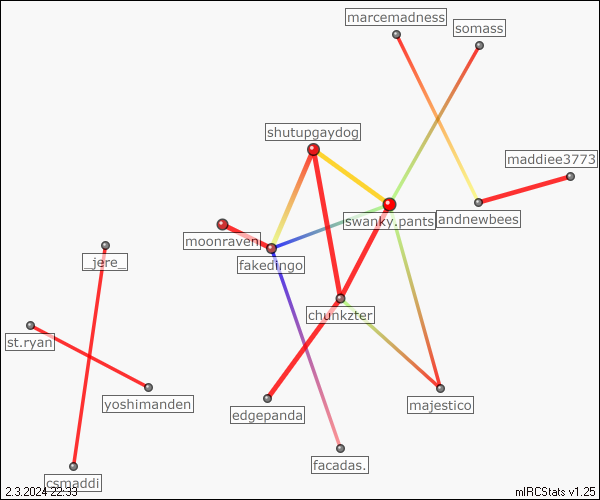 marcemadness
somass
shutupgaydog
maddiee3773
swanky.pants
andnewbees
moonraven
_jere_
fakedingo
chunkzer
st.ryan
yoshimanden
edgepanda
majestico
facadas.
csmaddi
2.3.2024 22:33
mIRCStats v1.25